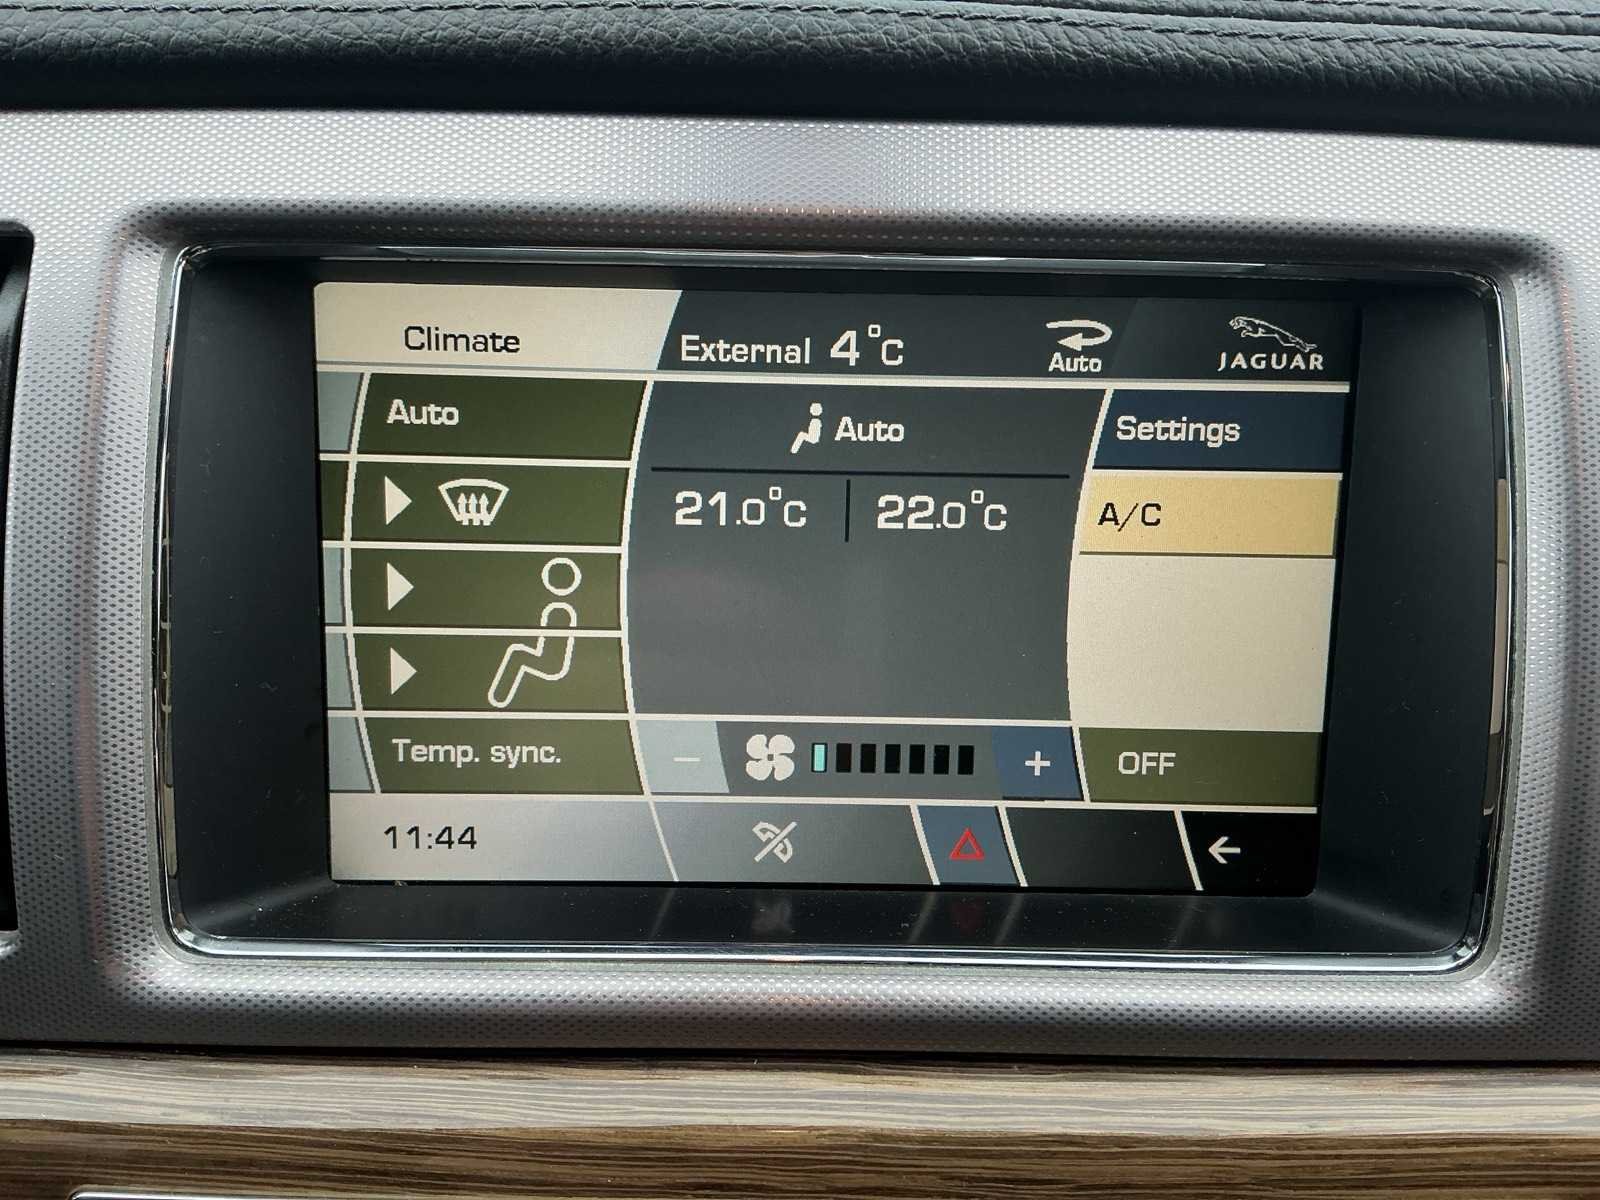 Climate
External 4°C
Auto
JAGUAR
Auto
Auto
Settings
21.0°C
22.0°C
A/C
Temp. sync.
−
+
OFF
11:44